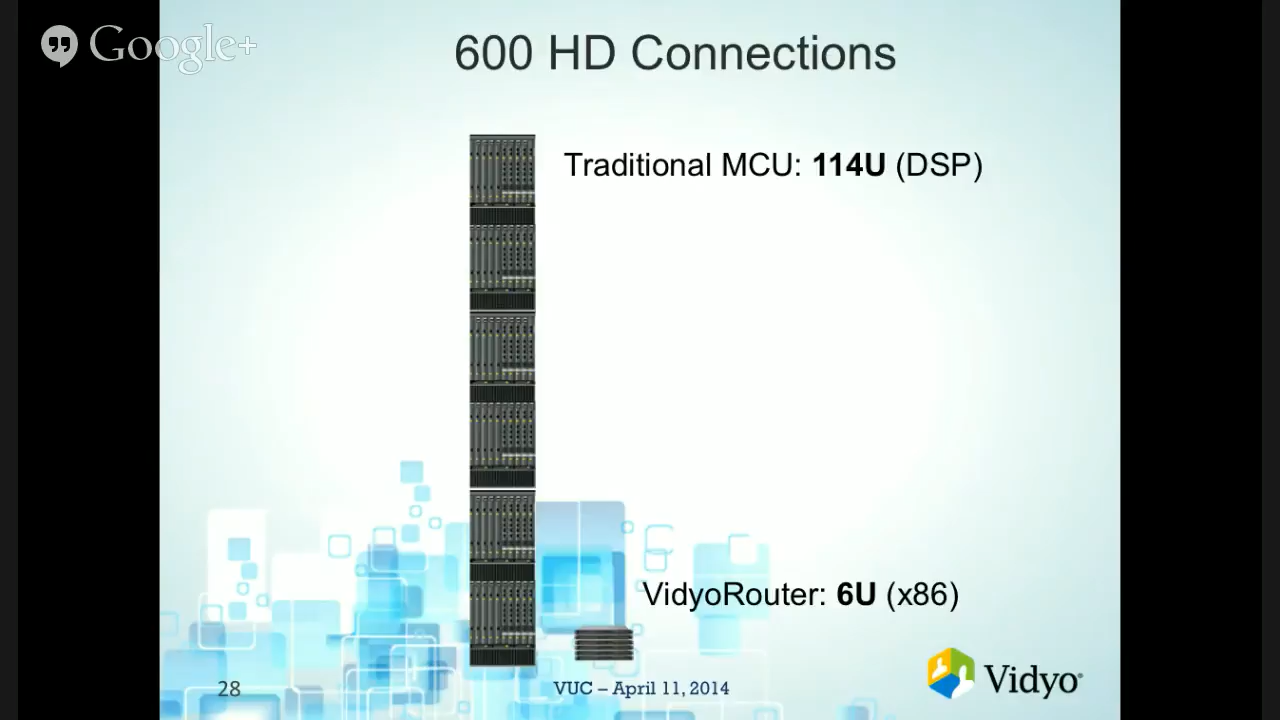 Google+
600 HD Connections
Traditional MCU: 114U (DSP)
VidyoRouter: 6U (x86)
28
VUC – April 11, 2014
Vidyo